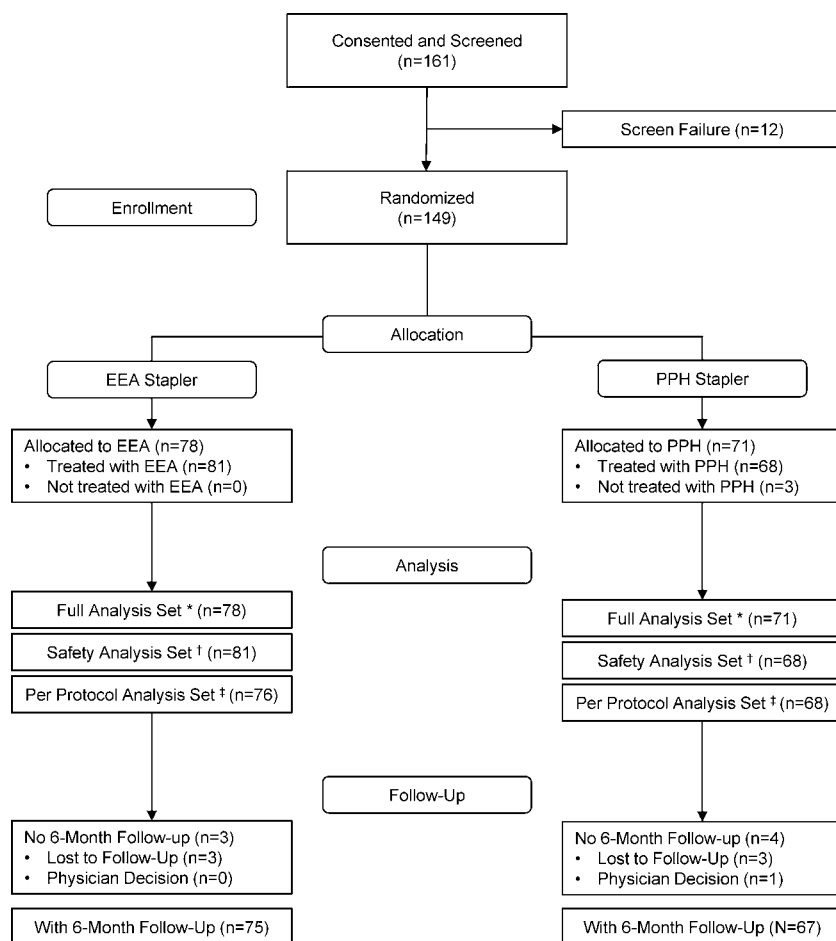 Consented and Screened
(n=161)
Screen Failure (n=12)
Randomized
(n=149)
Enrollment
Allocation
EEA Stapler
PPH Stapler
Allocated to EEA (n=78)
• Treated with EEA (n=81)
• Not treated with EEA (n=0)
Allocated to PPH (n=71)
• Treated with PPH (n=68)
• Not treated with PPH (n=3)
Analysis
Full Analysis Set * (n=78)
Safety Analysis Set † (n=81)
Per Protocol Analysis Set ‡ (n=76)
Full Analysis Set * (n=71)
Safety Analysis Set † (n=68)
Per Protocol Analysis Set ‡ (n=68)
Follow-Up
No 6-Month Follow-up (n=3)
• Lost to Follow-Up (n=3)
• Physician Decision (n=0)
With 6-Month Follow-Up (n=75)
No 6-Month Follow-up (n=4)
• Lost to Follow-Up (n=3)
• Physician Decision (n=1)
With 6-Month Follow-Up (N=67)